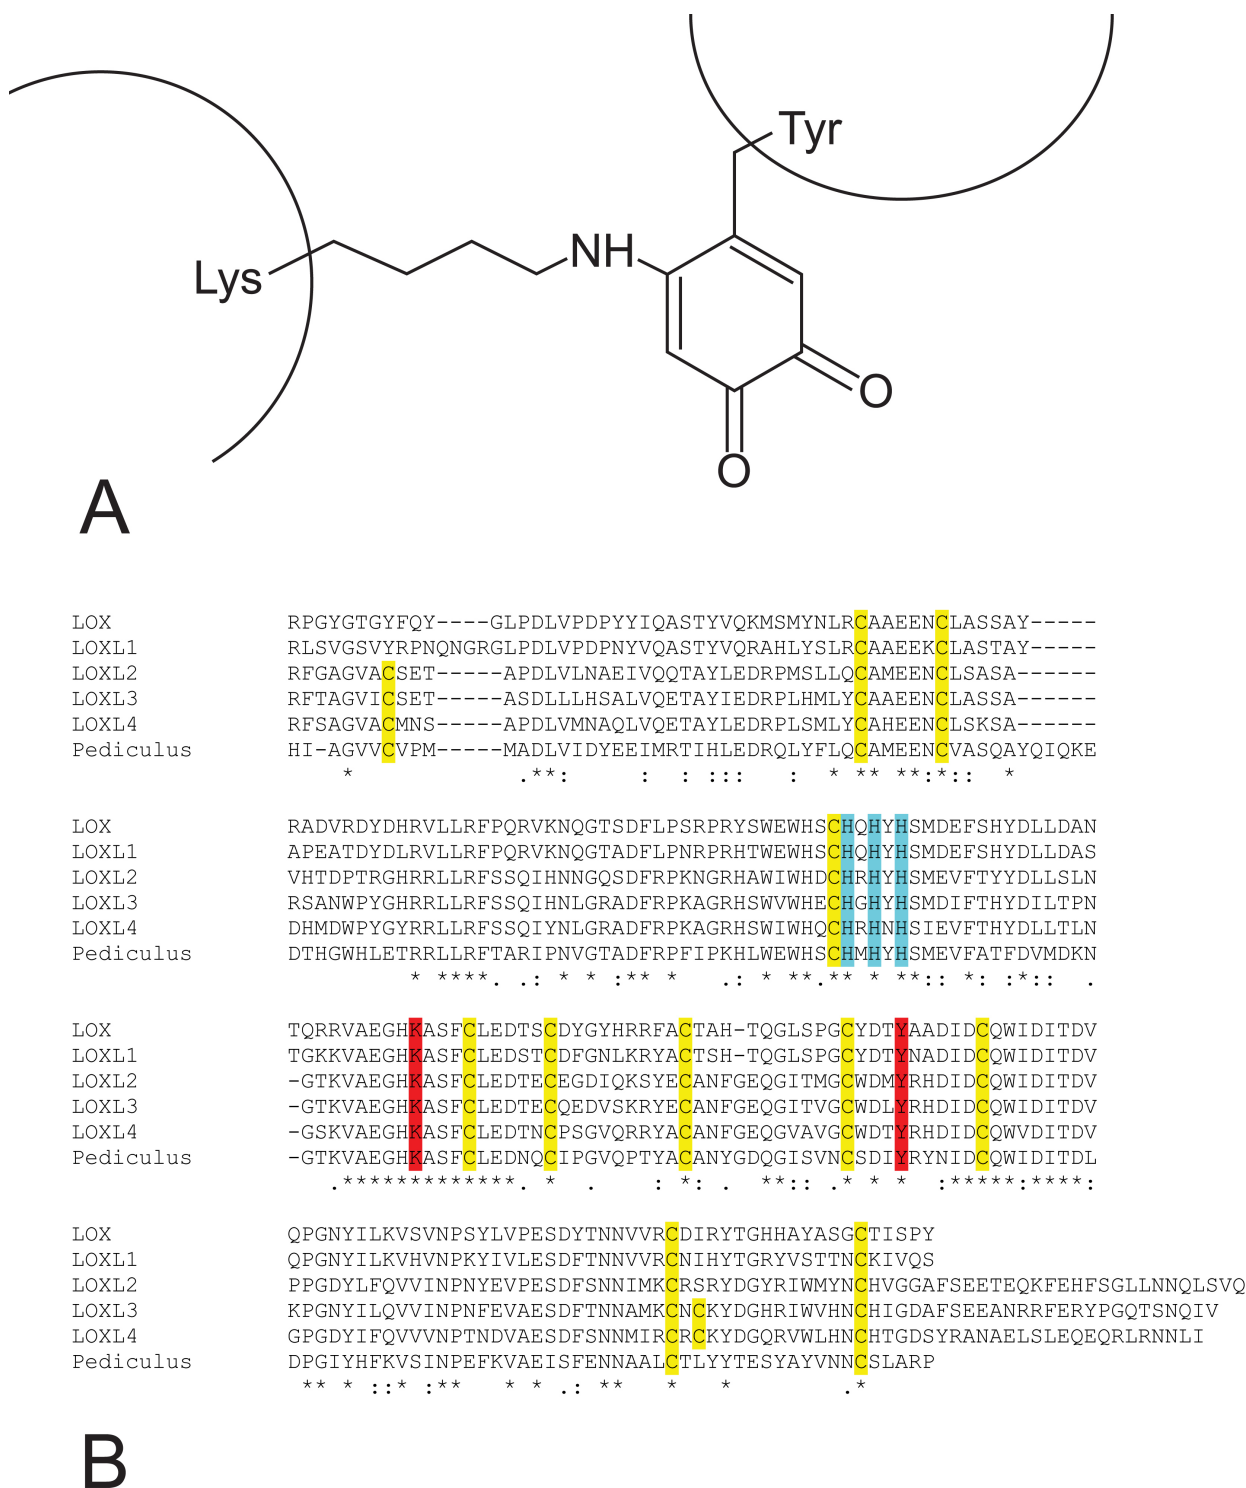 Tyr
NH
Lys
O
O
A
LOX RPGYGTGYFQY----GLPDLVPDPYYIQASTYVQKMSMYNLRCAAEENCLASSAY-----
LOXL1 RLSVGSVYRPNQNGRGLPDLVPDPNYVQASTYVQRAHLYSLRCAAEEKCLASTAY-----
LOXL2 RFGAGVACSET-----APDLVLNAEIVQQTAYLEDRPMSLLQCAMEENCLSASA------
LOXL3 RFTAGVICSET-----ASDLLLHSALVQETAYIEDRPLHMLYCAAEENCLASSA------
LOXL4 RFSAGVACMNS-----APDLVMNAQLVQETAYLEDRPLSMLYCAHEENCLSKSA------
Pediculus HI-AGVVCVPM-----MADLVIDYEEIMRTIHLEDRQLYFLQCAMEENCVASQAYQIQKE
* .**: : : ::: : * ** **:*:: *
LOX RADVRDYDHRVLLRFPQRVKNQGTSDFLPSRPRYSWEWHSCHQHYHSMDEFSHYDLLDAN
LOXL1 APEATDYDLRVLLRFPQRVKNQGTADFLPNRPRHTWEWHSCHQHYHSMDEFSHYDLLDAS
LOXL2 VHTDPTRGHRRLLRFSSQIHNNGQSDFRPKNGRHAWIWHDCHRHYHSMEVFTYYDLLSLN
LOXL3 RSANWPYGHRRLLRFSSQIHNLGRADFRPKAGRHSWVWHECHGHYHSMDIFTHYDILTPN
LOXL4 DHMDWPYGYRRLLRFSSQIYNLGRADFRPKAGRHSWIWHQCHRHNHSIEVFTHYDLLTLN
Pediculus DTHGWHLETRRLLRFTARIPNVGTADFRPFIPKHLWEWHSCHMHYHSMEVFATFDVMDKN
* ****. .: * * :** * .: * **.** * **:: *: :*:: .
LOX TQRRVAEGHKASFCLEDTSCDYGYHRRFACTAH-TQGLSPGCYDTYAADIDCQWIDITDV
LOXL1 TGKKVAEGHKASFCLEDSTCDFGNLKRYACTSH-TQGLSPGCYDTYNADIDCQWIDITDV
LOXL2 -GTKVAEGHKASFCLEDTECEGDIQKSYECANFGEQGITMGCWDMYRHDIDCQWIDITDV
LOXL3 -GTKVAEGHKASFCLEDTECQEDVSKRYECANFGEQGITVGCWDLYRHDIDCQWIDITDV
LOXL4 -GSKVAEGHKASFCLEDTNCPSGVQRRYACANFGEQGVAVGCWDTYRHDIDCQWVDITDV
Pediculus -GTKVAEGHKASFCLEDNQCIPGVQPTYACANYGDQGISVNCSDIYRYNIDCQWIDITDL
.*************. * . : *: . **:: .* * * :*****:****:
LOX QPGNYILKVSVNPSYLVPESDYTNNVVRCDIRYTGHHAYASGCTISPY
LOXL1 QPGNYILKVHVNPKYIVLESDFTNNVVRCNIHYTGRYVSTTNCKIVQS
LOXL2 PPGDYLFQVVINPNYEVPESDFSNNIMKCRSRYDGYRIWMYNCHVGGAFSEETEQKFEHFSGLLNNQLSVQ
LOXL3 KPGNYILQVVINPNFEVAESDFTNNAMKCNCKYDGHRIWVHNCHIGDAFSEEANRRFERYPGQTSNQIV
LOXL4 GPGDYIFQVVVNPTNDVAESDFSNNMIRCRCKYDGQRVWLHNCHTGDSYRANAELSLEQEQRLRNNLI
Pediculus DPGIYHFKVSINPEFKVAEISFENNAALCTLYYTESYAYVNNCSLARP
** * ::* :** * * .: ** * * .*
B